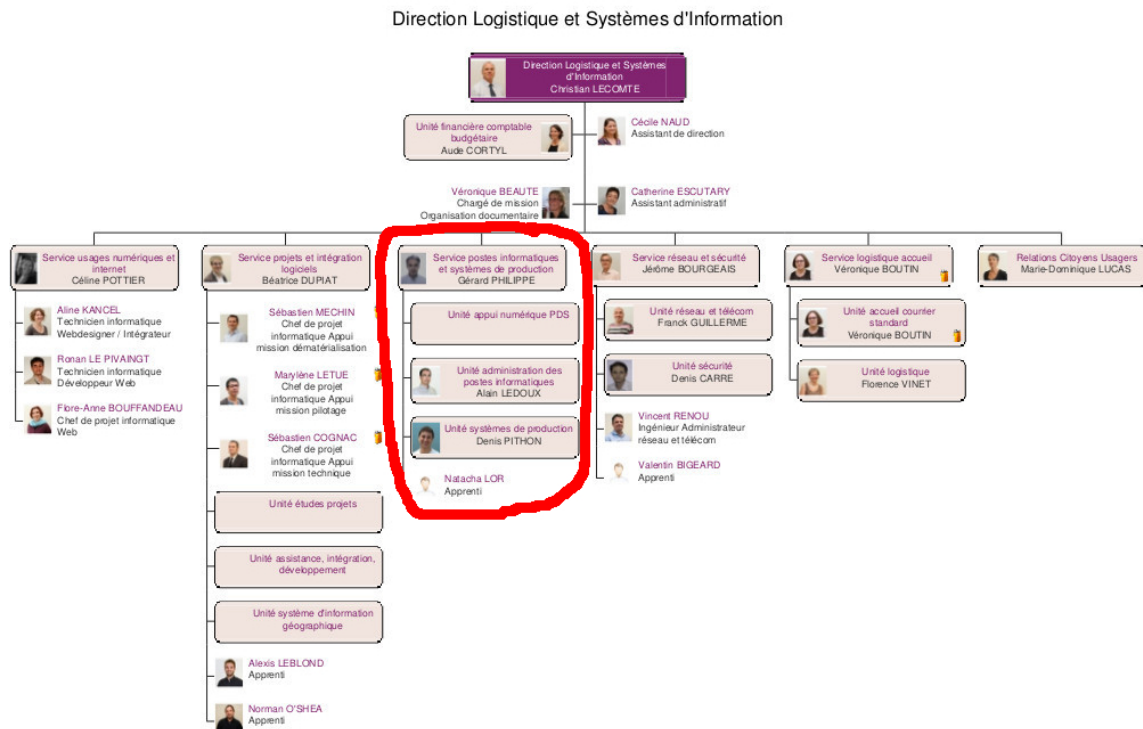 Direction Logistique et Systèmes d'Information
Direction Logistique et Systèmes
d'Information
Christian LECOMTE
Unité financière comptable
budgétaire
Aude CORTYL
Cécile NAUD
Assistant de direction
Véronique BEAUTE
Chargé de mission
Organisation documentaire
Catherine ESCUTARY
Assistant administratif
Service usages numériques et
internet
Céline POTTIER
Aline KANCEL
Technicien informatique
Webdesigner / Intégrateur
Ronan LE PIVAINGT
Technicien informatique
Développeur Web
Flore-Anne BOUFFANDEAU
Chef de projet informatique
Web
Service projets et intégration
logiciels
Béatrice DUPIAT
Sébastien MECHIN
Chef de projet
informatique Appui
mission dématérialisation
Marylène LETUE
Chef de projet
informatique Appui
mission pilotage
Sébastien COGNAC
Chef de projet
informatique Appui
mission technique
Unité études projets
Unité assistance, intégration,
développement
Unité système d'information
géographique
Alexis LEBLOND
Apprenti
Norman O'SHEA
Apprenti
Service postes informatiques
et systèmes de production
Gérard PHILIPPE
Unité appui numérique PDS
Unité administration des
postes informatiques
Alain LEDOUX
Unité systèmes de production
Denis PITHON
Natacha LOR
Apprenti
Service réseau et sécurité
Jérôme BOURGEAIS
Unité réseau et télécom
Franck GUILLERME
Unité sécurité
Denis CARRE
Vincent RENOU
Ingénieur Administrateur
réseau et télécom
Valentin BIGEARD
Apprenti
Service logistique accueil
Véronique BOUTIN
Unité accueil courrier
standard
Véronique BOUTIN
Unité logistique
Florence VINET
Relations Citoyens Usagers
Marie-Dominique LUCAS